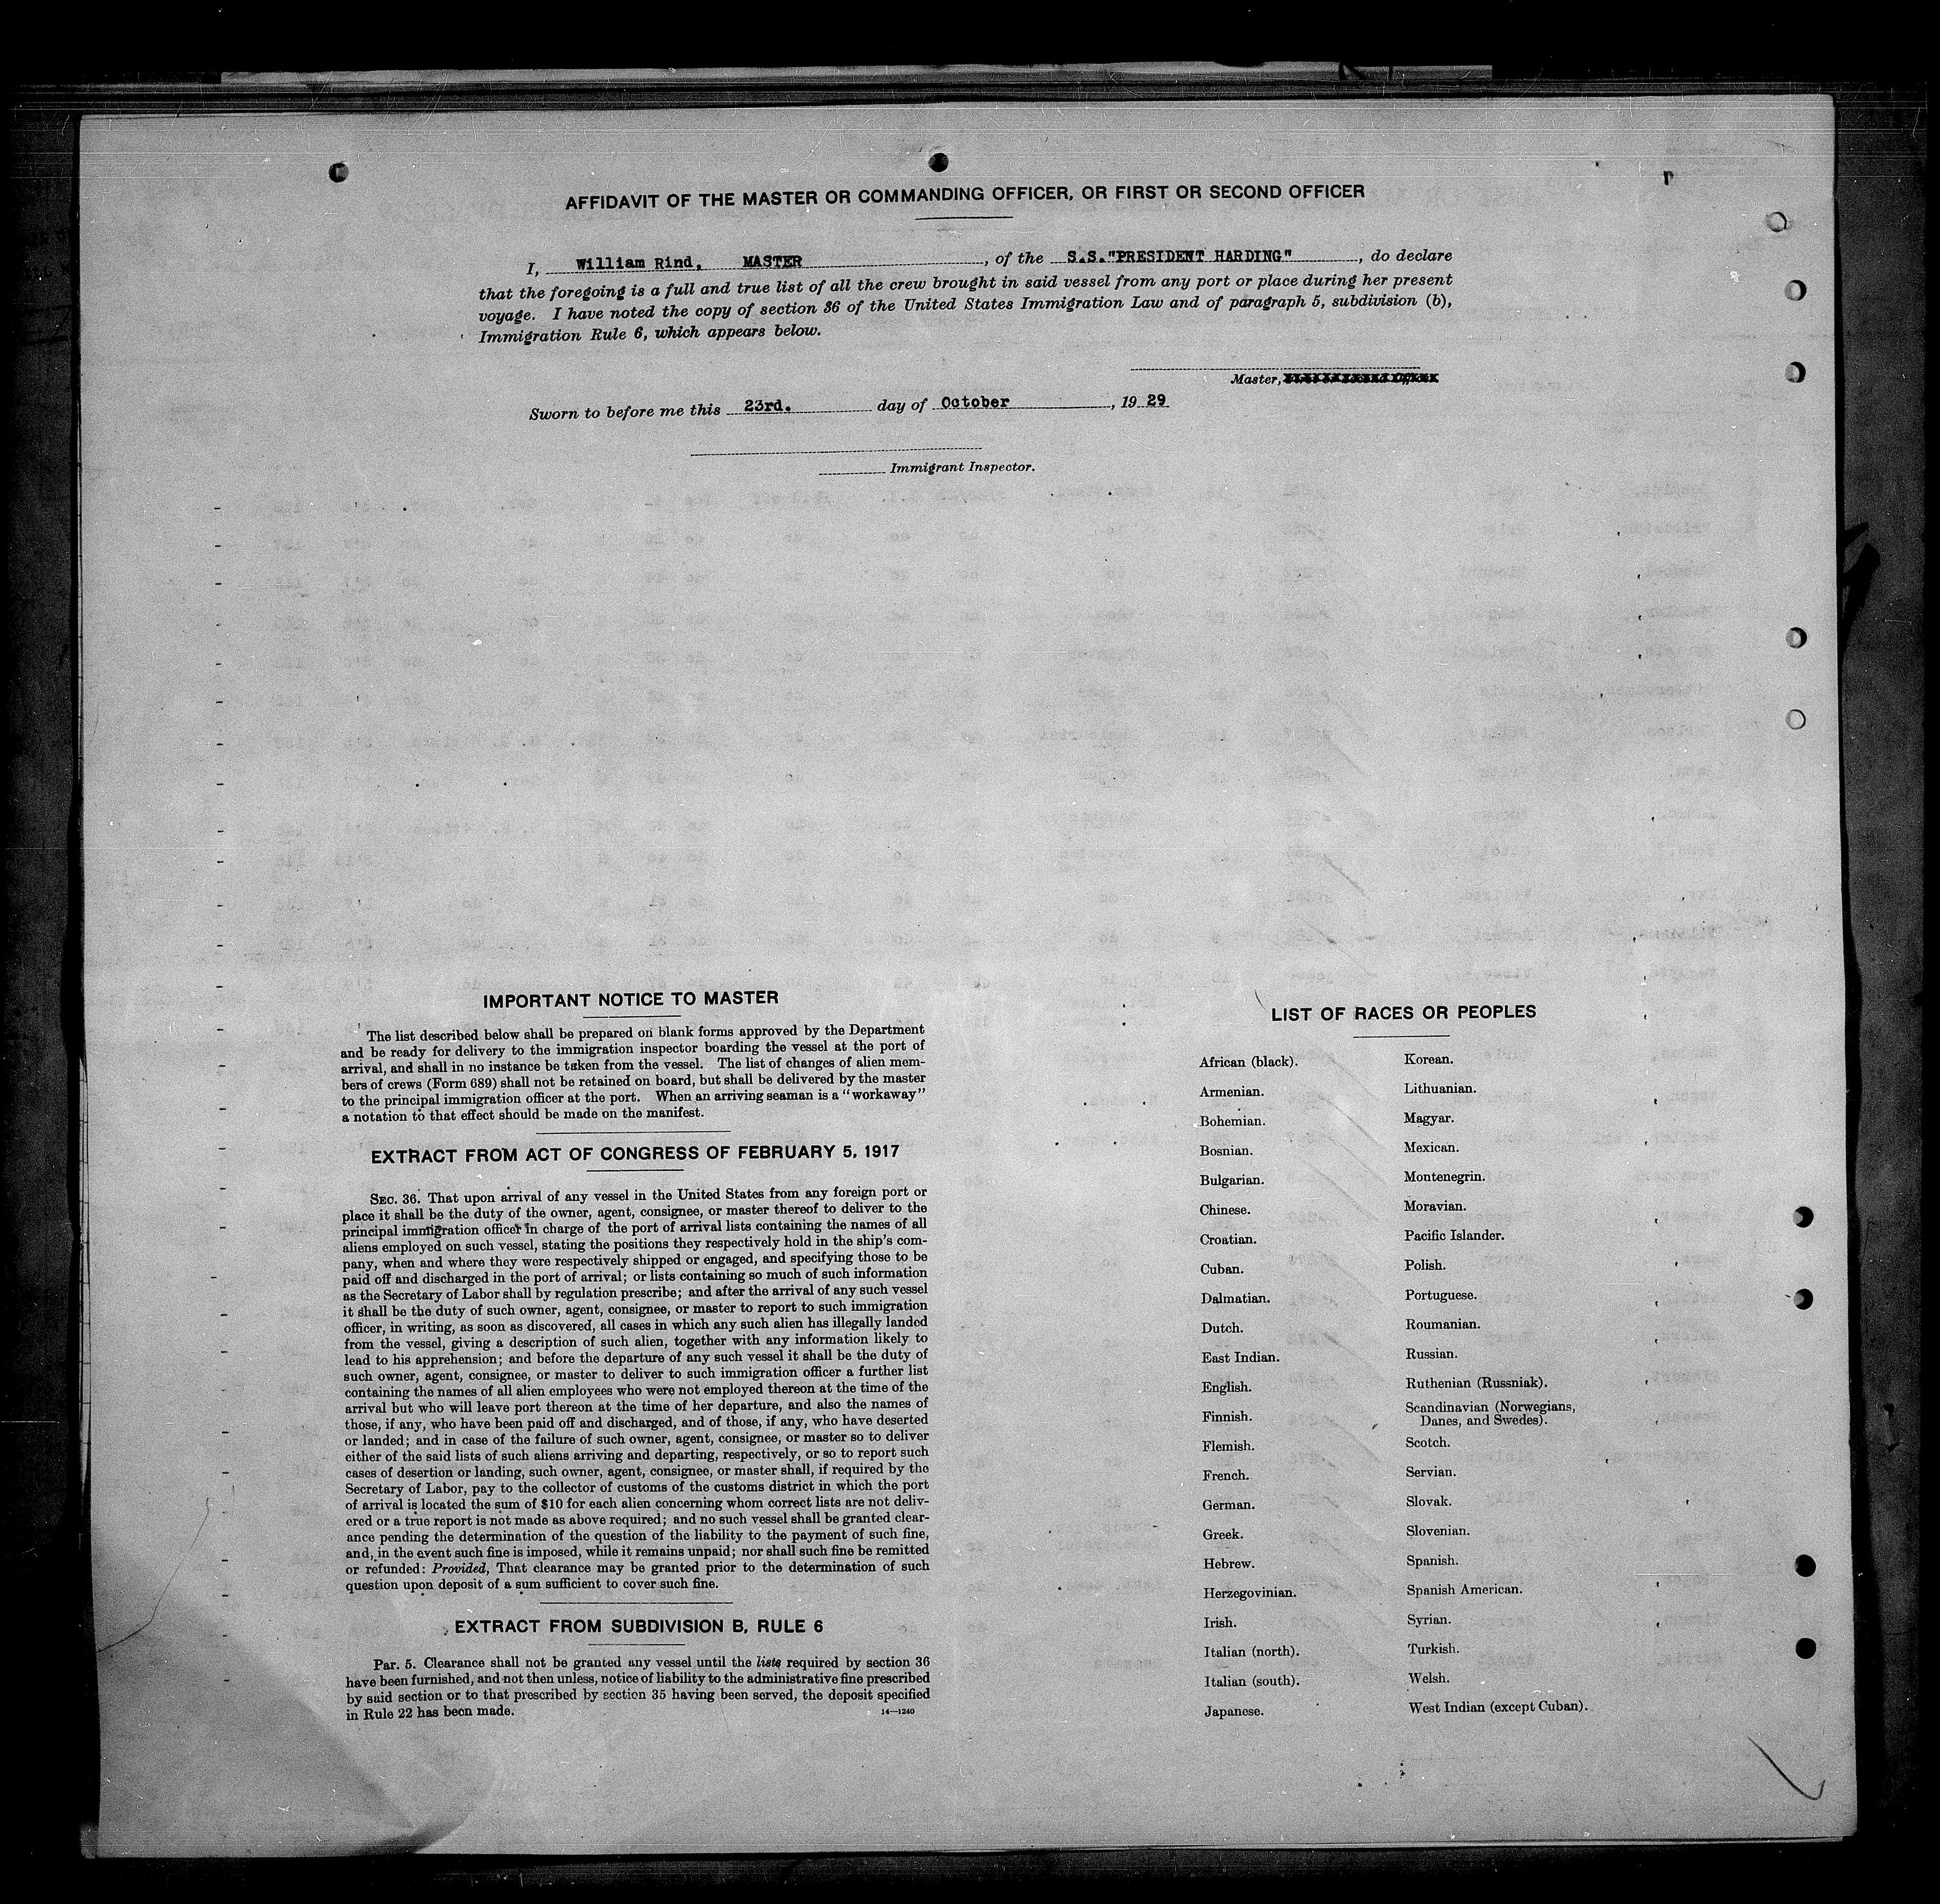 AFFIDAVIT OF THE MASTER OR COMMANDING OFFICER, OR FIRST OR SECOND OFFICER
I, William Rind, MASTER, of the S.S."PRESIDENT HARDING", do declare
that the foregoing is a full and true list of all the crew brought in said vessel from any port or place during her present
voyage. I have noted the copy of section 36 of the United States Immigration Law and of paragraph 5, subdivision (b),
Immigration Rule 6, which appears below.
Master,
Sworn to before me this 23rd. day of October, 19 29
Immigrant Inspector.
IMPORTANT NOTICE TO MASTER
The list described below shall be prepared on blank forms approved by the Department
and be ready for delivery to the immigration inspector boarding the vessel at the port of
arrival, and shall in no instance be taken from the vessel. The list of changes of alien mem-
bers of crews (Form 689) shall not be retained on board, but shall be delivered by the master
to the principal immigration officer at the port. When an arriving seaman is a "workaway"
a notation to that effect should be made on the manifest.
EXTRACT FROM ACT OF CONGRESS OF FEBRUARY 5, 1917
SEC. 36. That upon arrival of any vessel in the United States from any foreign port or
place it shall be the duty of the owner, agent, consignee, or master thereof to deliver to the
principal immigration officer in charge of the port of arrival lists containing the names of all
aliens employed on such vessel, stating the positions they respectively hold in the ship's com-
pany, when and where they were respectively shipped or engaged, and specifying those to be
paid off and discharged in the port of arrival; or lists containing so much of such information
as the Secretary of Labor shall by regulation prescribe; and after the arrival of any such vessel
it shall be the duty of such owner, agent, consignee, or master to report to such immigration
officer, in writing, as soon as discovered, all cases in which any such alien has illegally landed
from the vessel, giving a description of such alien, together with any information likely to
lead to his apprehension; and before the departure of any such vessel it shall be the duty of
such owner, agent, consignee, or master to deliver to such immigration officer a further list
containing the names of all alien employees who were not employed thereon at the time of the
arrival but who will leave port thereon at the time of her departure, and also the names of
those, if any, who have been paid off and discharged, and of those, if any, who have deserted
or landed; and in case of the failure of such owner, agent, consignee, or master so to deliver
either of the said lists of such aliens arriving and departing, respectively, or so to report such
cases of desertion or landing, such owner, agent, consignee, or master shall, if required by the
Secretary of Labor, pay to the collector of customs of the customs district in which the port
of arrival is located the sum of $10 for each alien concerning whom correct lists are not deliv-
ered or a true report is not made as above required; and no such vessel shall be granted clear-
ance pending the determination of the question of the liability to the payment of such fine,
and, in the event such fine is imposed, while it remains unpaid; nor shall such fine be remitted
or refunded: Provided, That clearance may be granted prior to the determination of such
question upon deposit of a sum sufficient to cover such fine.
EXTRACT FROM SUBDIVISION B, RULE 6
Par. 5. Clearance shall not be granted any vessel until the lists required by section 36
have been furnished, and not then unless, notice of liability to the administrative fine prescribed
by said section or to that prescribed by section 35 having been served, the deposit specified
in Rule 22 has been made. 14—1240
LIST OF RACES OR PEOPLES
African (black).
Armenian.
Bohemian.
Bosnian.
Bulgarian.
Chinese.
Croatian.
Cuban.
Dalmatian.
Dutch.
East Indian.
English.
Finnish.
Flemish.
French.
German.
Greek.
Hebrew.
Herzegovinian.
Irish.
Italian (north).
Italian (south).
Japanese.
Korean.
Lithuanian.
Magyar.
Mexican.
Montenegrin.
Moravian.
Pacific Islander.
Polish.
Portuguese.
Roumanian.
Russian.
Ruthenian (Russniak).
Scandinavian (Norwegians,
Danes, and Swedes).
Scotch.
Servian.
Slovak.
Slovenian.
Spanish.
Spanish American.
Syrian.
Turkish.
Welsh.
West Indian (except Cuban).